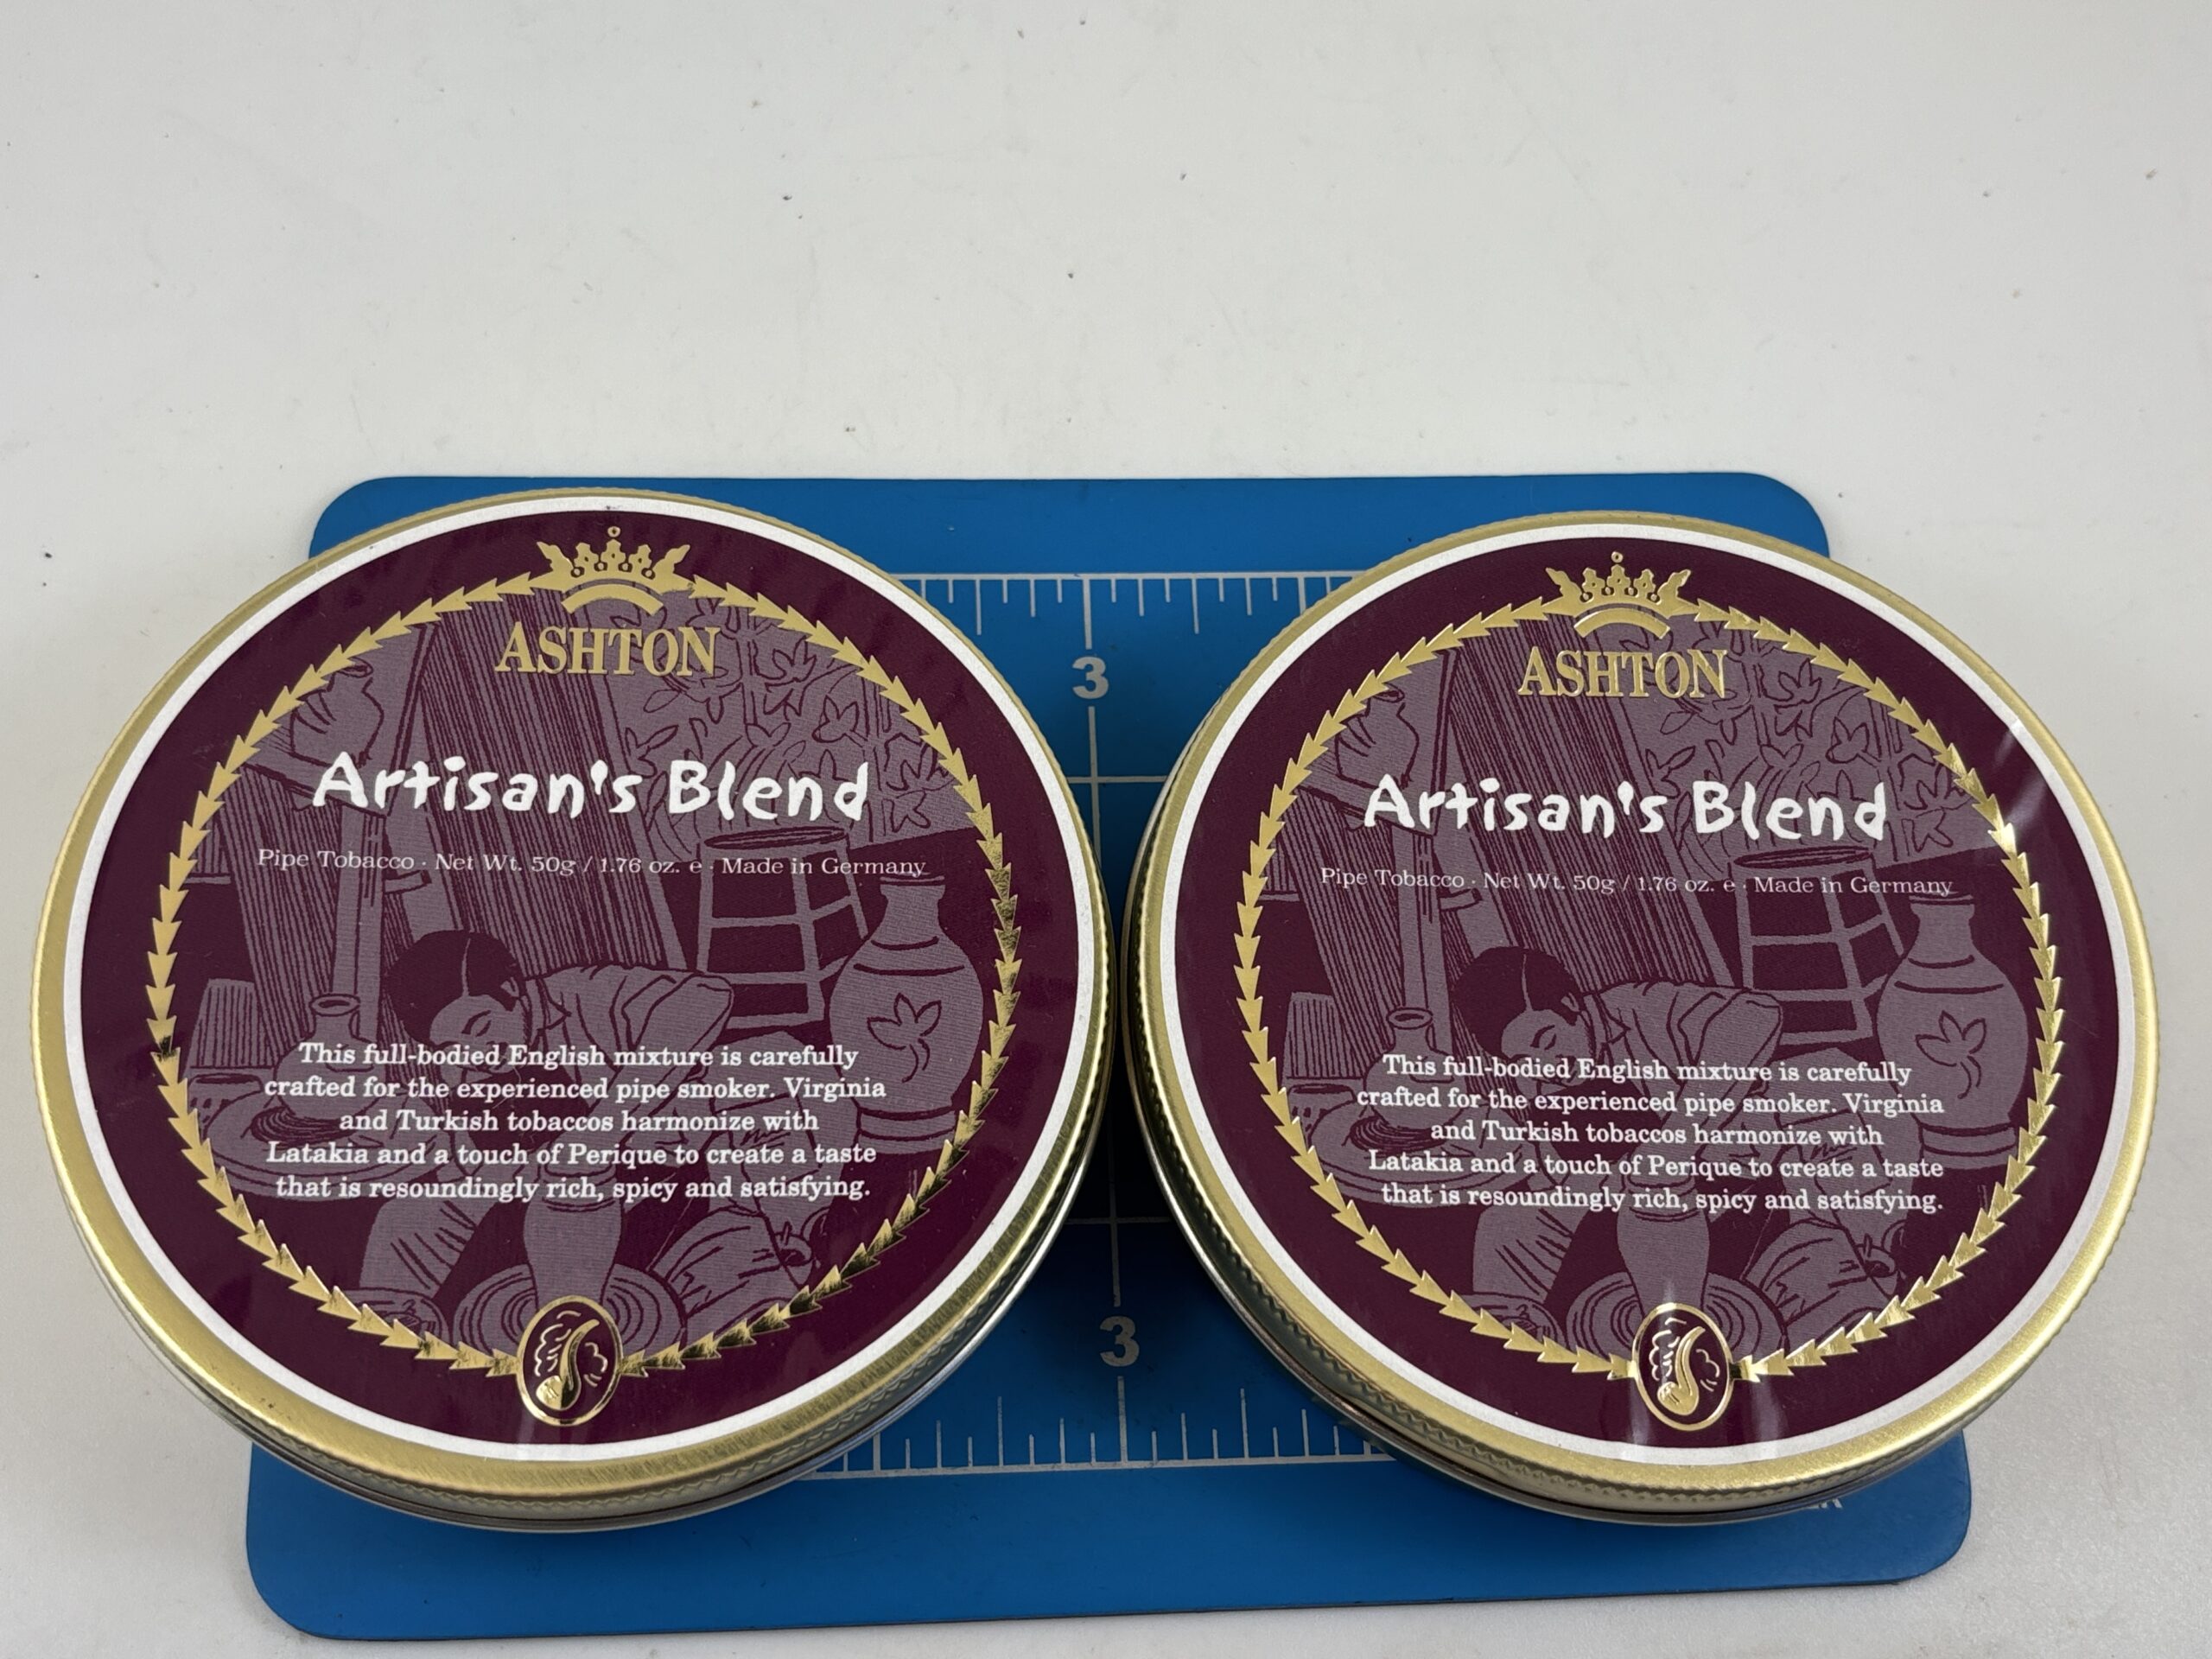 ASHTON
Artisan's Blend
Pipe Tobacco · Net Wt. 50g / 1.76 oz. e · Made in Germany
This full-bodied English mixture is carefully
crafted for the experienced pipe smoker. Virginia
and Turkish tobaccos harmonize with
Latakia and a touch of Perique to create a taste
that is resoundingly rich, spicy and satisfying.
3
3
ASHTON
Artisan's Blend
Pipe Tobacco · Net Wt. 50g / 1.76 oz. e · Made in Germany
This full-bodied English mixture is carefully
crafted for the experienced pipe smoker. Virginia
and Turkish tobaccos harmonize with
Latakia and a touch of Perique to create a taste
that is resoundingly rich, spicy and satisfying.